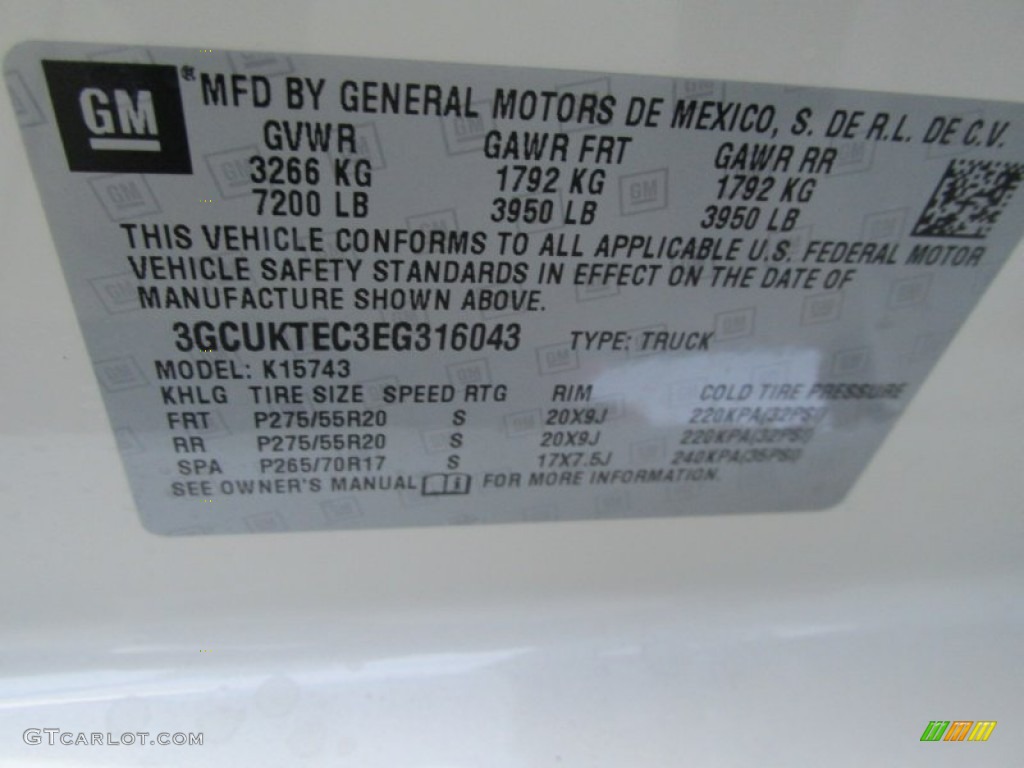 GM® MFD BY GENERAL MOTORS DE MEXICO, S. DE R.L. DE C.V.
GVWR GAWR FRT GAWR RR
3266 KG 1792 KG 1792 KG
7200 LB 3950 LB 3950 LB
THIS VEHICLE CONFORMS TO ALL APPLICABLE U.S. FEDERAL MOTOR
VEHICLE SAFETY STANDARDS IN EFFECT ON THE DATE OF
MANUFACTURE SHOWN ABOVE.
3GCUKTEC3EG316043 TYPE: TRUCK
MODEL: K15743
KHLG TIRE SIZE SPEED RTG RIM COLD TIRE PRESSURE
FRT P275/55R20 S 20X9J 220KPA(32PSI)
RR P275/55R20 S 20X9J 220KPA(32PSI)
SPA P265/70R17 S 17X7.5J 240KPA(35PSI)
SEE OWNER'S MANUAL FOR MORE INFORMATION.
GTCARLOT.COM